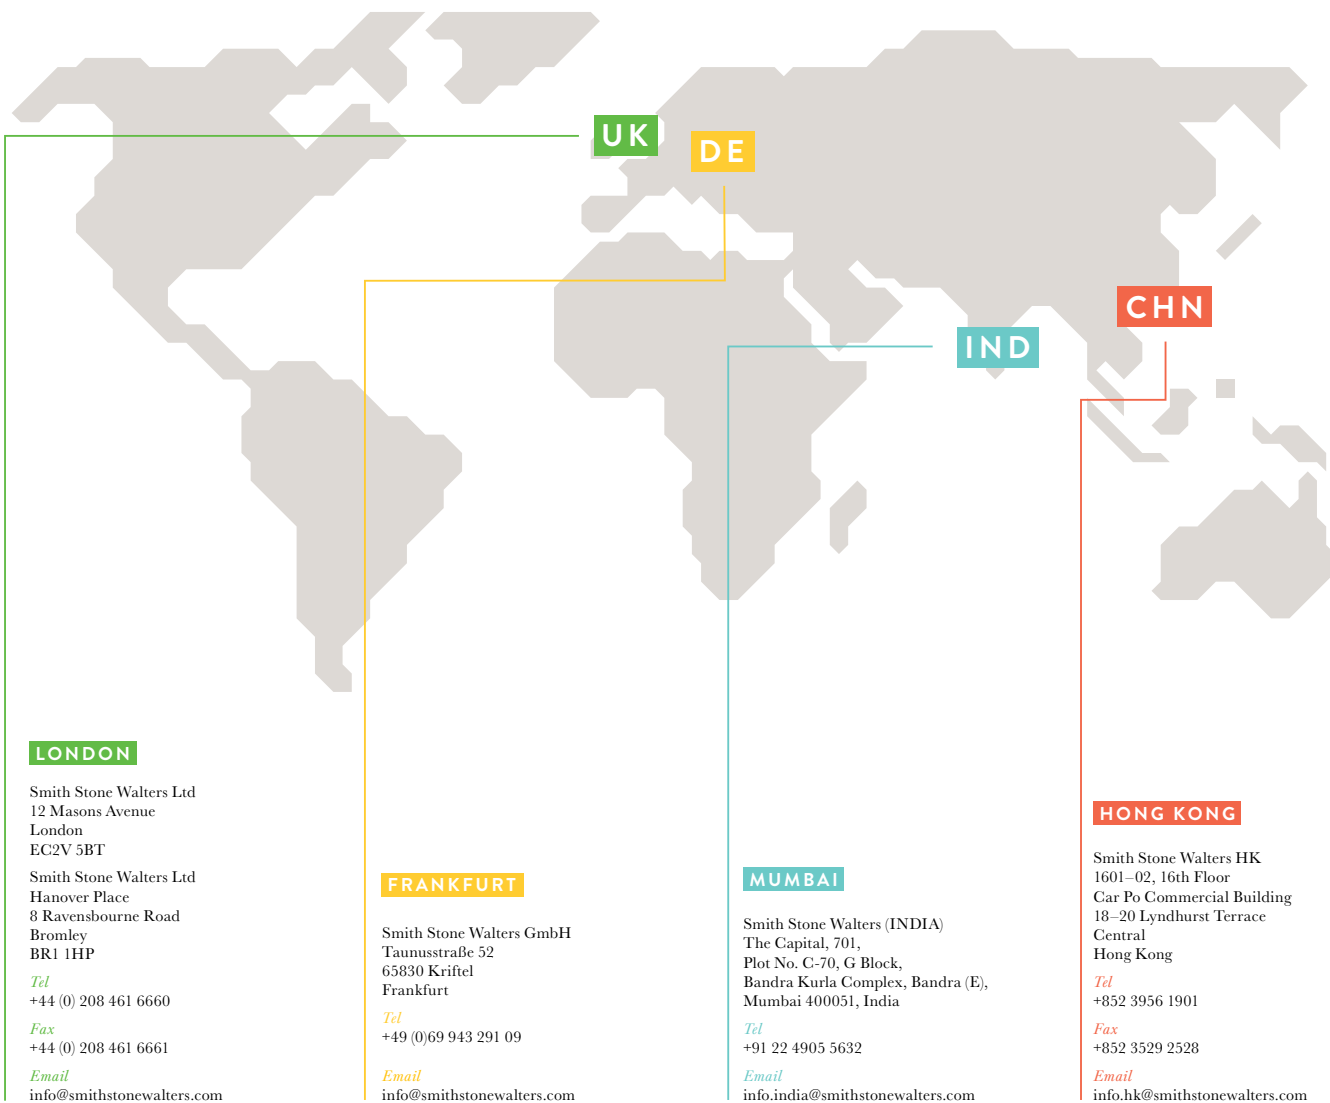 UK
DE
CHN
IND
LONDON
Smith Stone Walters Ltd
12 Masons Avenue
London
EC2V 5BT
Smith Stone Walters Ltd
Hanover Place
8 Ravensbourne Road
Bromley
BR1 1HP
Tel
+44 (0) 208 461 6660
Fax
+44 (0) 208 461 6661
Email
info@smithstonewalters.com
FRANKFURT
Smith Stone Walters GmbH
Taunusstraße 52
65830 Kriftel
Frankfurt
Tel
+49 (0)69 943 291 09
Email
info@smithstonewalters.com
MUMBAI
Smith Stone Walters (INDIA)
The Capital, 701,
Plot No. C-70, G Block,
Bandra Kurla Complex, Bandra (E),
Mumbai 400051, India
Tel
+91 22 4905 5632
Email
info.india@smithstonewalters.com
HONG KONG
Smith Stone Walters HK
1601–02, 16th Floor
Car Po Commercial Building
18–20 Lyndhurst Terrace
Central
Hong Kong
Tel
+852 3956 1901
Fax
+852 3529 2528
Email
info.hk@smithstonewalters.com